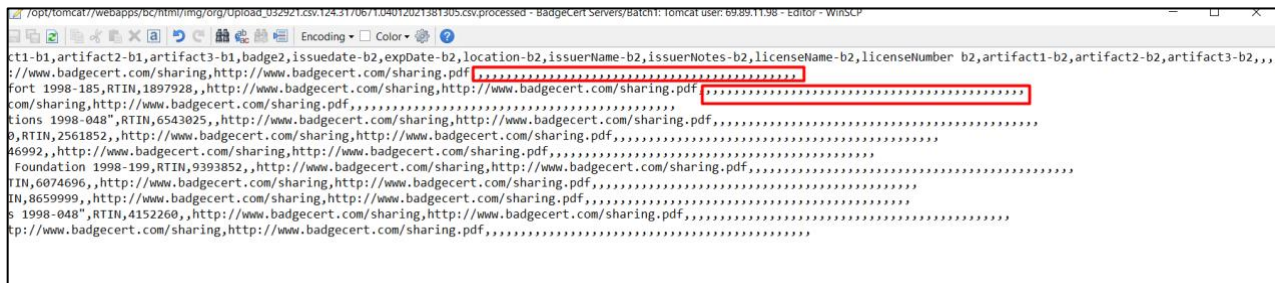 /opt/tomcat7/webapps/bc/html/img/org/Upload_032921.csv.124.3170671.04012021381305.csv.processed - BadgeCert Servers/Batch1: Tomcat user: 69.89.11.98 - Editor - WinSCP
Encoding Color
ct1-b1,artifact2-b1,artifact3-b1,badge2,issuedate-b2,expDate-b2,location-b2,issuerName-b2,issuerNotes-b2,licenseName-b2,licenseNumber b2,artifact1-b2,artifact2-b2,artifact3-b2,,,
://www.badgecert.com/sharing,http://www.badgecert.com/sharing.pdf,,,,,,,,,,,,,,,,,,,,,,,,,,,,,,,,,,,,,,,,,,,,,,
fort 1998-185,RTIN,1897928,,http://www.badgecert.com/sharing,http://www.badgecert.com/sharing.pdf,,,,,,,,,,,,,,,,,,,,,,,,,,,,,,,,,,,,,,,,,,,,,,
com/sharing,http://www.badgecert.com/sharing.pdf,,,,,,,,,,,,,,,,,,,,,,,,,,,,,,,,,,,,,,,,,,,,,,
tions 1998-048",RTIN,6543025,,http://www.badgecert.com/sharing,http://www.badgecert.com/sharing.pdf,,,,,,,,,,,,,,,,,,,,,,,,,,,,,,,,,,,,,,,,,,,,,,
0,RTIN,2561852,,http://www.badgecert.com/sharing,http://www.badgecert.com/sharing.pdf,,,,,,,,,,,,,,,,,,,,,,,,,,,,,,,,,,,,,,,,,,,,,,
46992,,http://www.badgecert.com/sharing,http://www.badgecert.com/sharing.pdf,,,,,,,,,,,,,,,,,,,,,,,,,,,,,,,,,,,,,,,,,,,,,,
Foundation 1998-199,RTIN,9393852,,http://www.badgecert.com/sharing,http://www.badgecert.com/sharing.pdf,,,,,,,,,,,,,,,,,,,,,,,,,,,,,,,,,,,,,,,,,,,,,,
TIN,6074696,,http://www.badgecert.com/sharing,http://www.badgecert.com/sharing.pdf,,,,,,,,,,,,,,,,,,,,,,,,,,,,,,,,,,,,,,,,,,,,,,
IN,8659999,,http://www.badgecert.com/sharing,http://www.badgecert.com/sharing.pdf,,,,,,,,,,,,,,,,,,,,,,,,,,,,,,,,,,,,,,,,,,,,,,
s 1998-048",RTIN,4152260,,http://www.badgecert.com/sharing,http://www.badgecert.com/sharing.pdf,,,,,,,,,,,,,,,,,,,,,,,,,,,,,,,,,,,,,,,,,,,,,,
tp://www.badgecert.com/sharing,http://www.badgecert.com/sharing.pdf,,,,,,,,,,,,,,,,,,,,,,,,,,,,,,,,,,,,,,,,,,,,,,